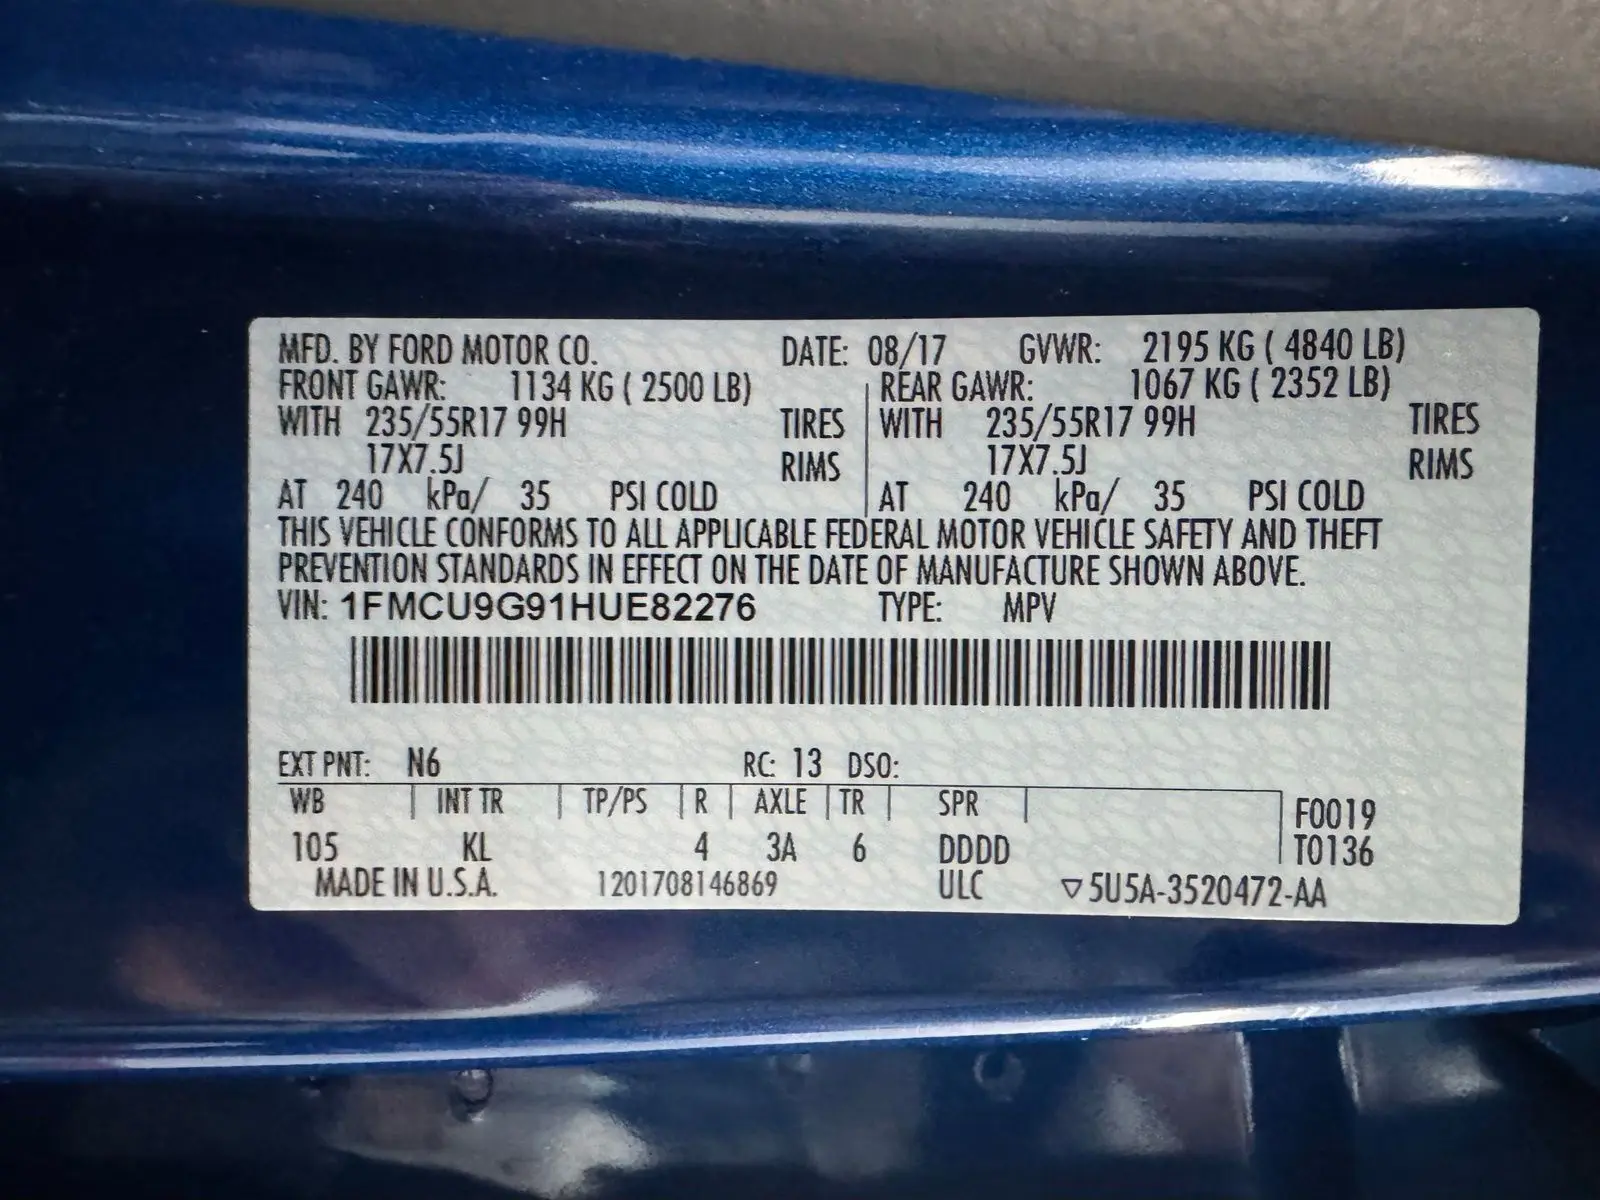 MFD. BY FORD MOTOR CO. DATE: 08/17 GVWR: 2195 KG ( 4840 LB)
FRONT GAWR: 1134 KG ( 2500 LB) REAR GAWR: 1067 KG ( 2352 LB)
WITH 235/55R17 99H TIRES WITH 235/55R17 99H TIRES
17X7.5J RIMS 17X7.5J RIMS
AT 240 kPa/ 35 PSI COLD AT 240 kPa/ 35 PSI COLD
THIS VEHICLE CONFORMS TO ALL APPLICABLE FEDERAL MOTOR VEHICLE SAFETY AND THEFT
PREVENTION STANDARDS IN EFFECT ON THE DATE OF MANUFACTURE SHOWN ABOVE.
VIN: 1FMCU9G91HUE82276 TYPE: MPV
EXT PNT: N6 RC: 13 DSO:
WB | INT TR | TP/PS | R | AXLE | TR | SPR | F0019
105 KL 4 3A 6 DDDD T0136
MADE IN U.S.A. 1201708146869 ULC ▽5U5A-3520472-AA